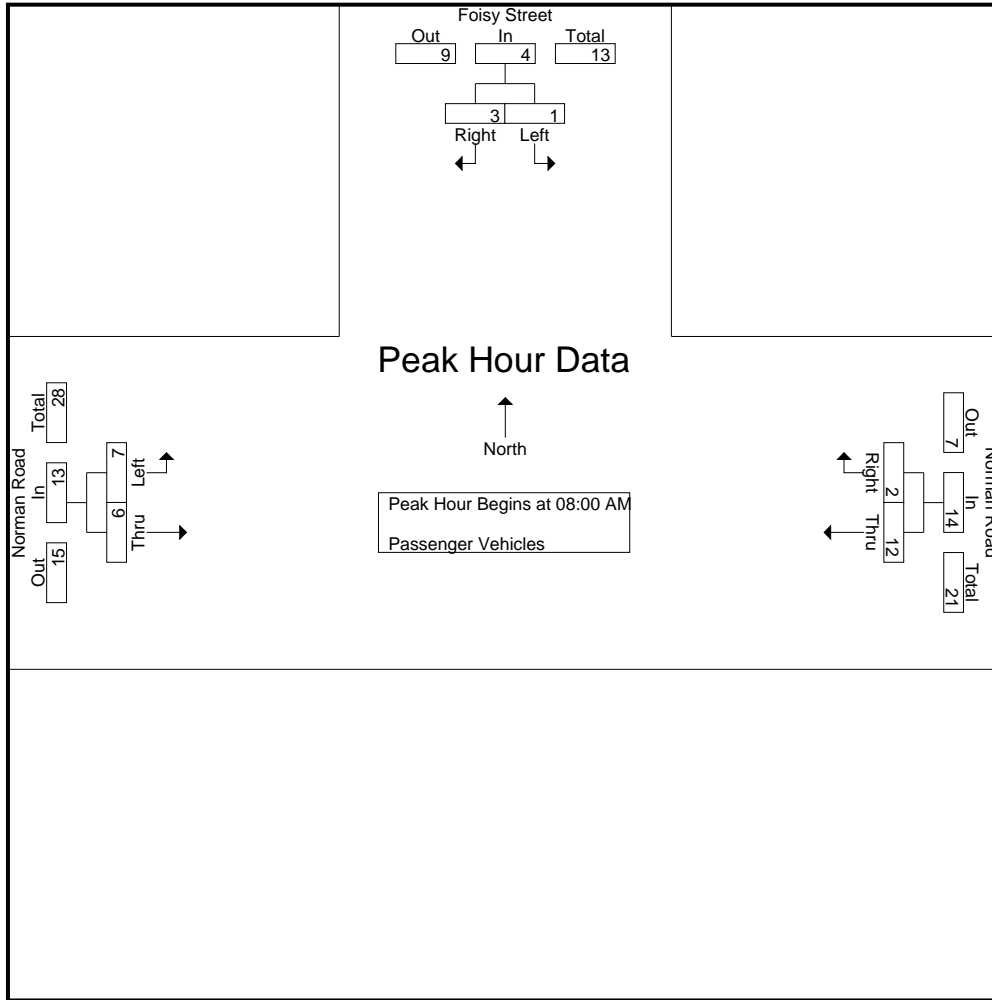 Foisy Street
Out In Total
9 4 13
3 1
Right Left
Peak Hour Data
North
Peak Hour Begins at 08:00 AM
Passenger Vehicles
Norman Road
Out In Total
15 13 28
6 7
Thru Left
Norman Road
Out In Total
7 14 21
2 12
Right Thru